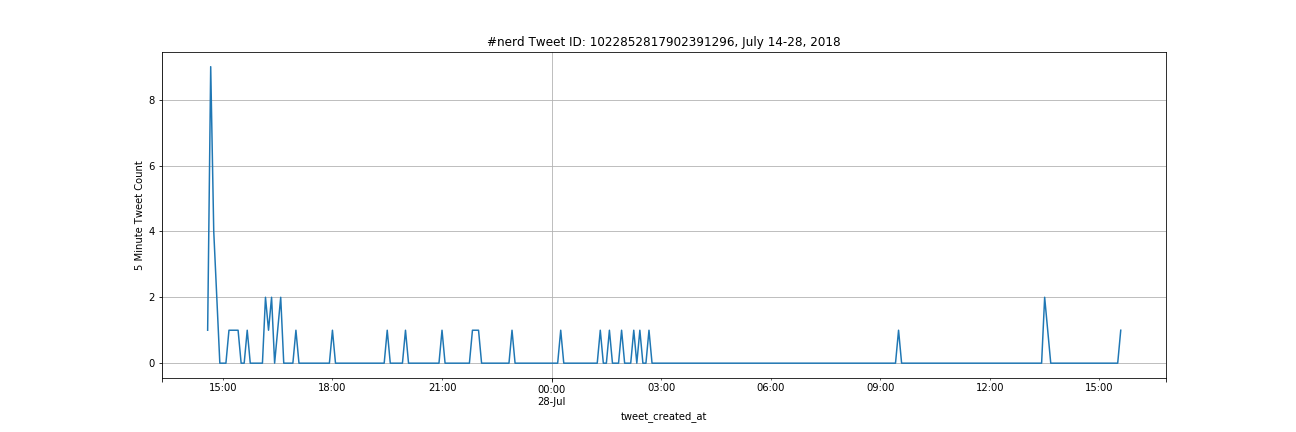 #nerd Tweet ID: 1022852817902391296, July 14-28, 2018
5 Minute Tweet Count
8
6
4
2
0
15:00 18:00 21:00 00:00 03:00 06:00 09:00 12:00 15:00
28-Jul
tweet_created_at